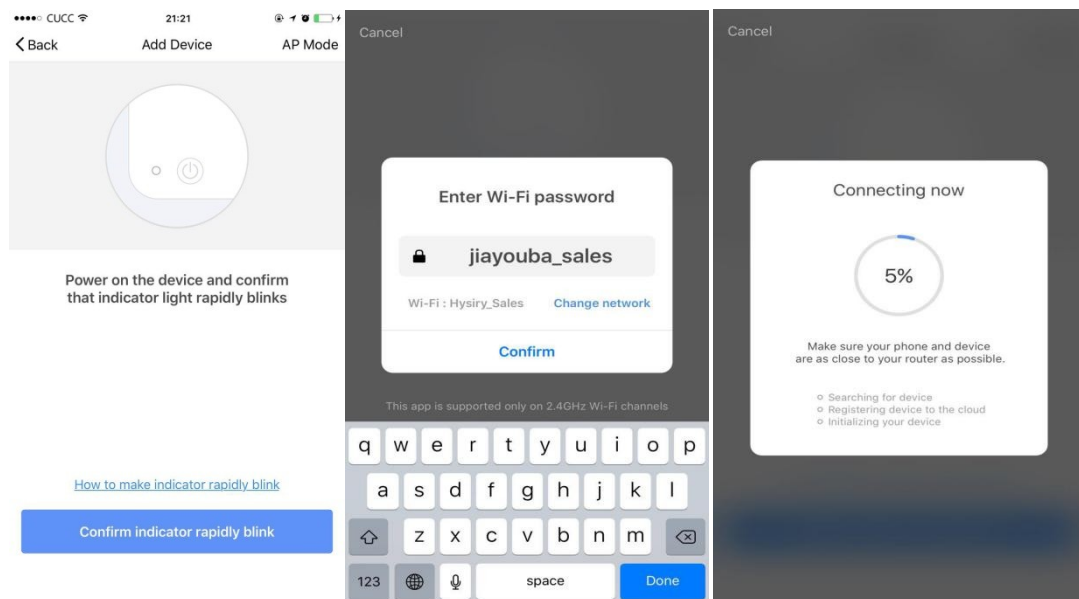 CUCC 21:21
Back Add Device AP Mode
Power on the device and confirm
that indicator light rapidly blinks
How to make indicator rapidly blink
Confirm indicator rapidly blink
Cancel
Enter Wi-Fi password
jiayouba_sales
Wi-Fi : Hysiry_Sales Change network
Confirm
This app is supported only on 2.4GHz Wi-Fi channels
q w e r t y u i o p
a s d f g h j k l
z x c v b n m
123 space Done
Cancel
Connecting now
5%
Make sure your phone and device
are as close to your router as possible.
Searching for device
Registering device to the cloud
Initializing your device